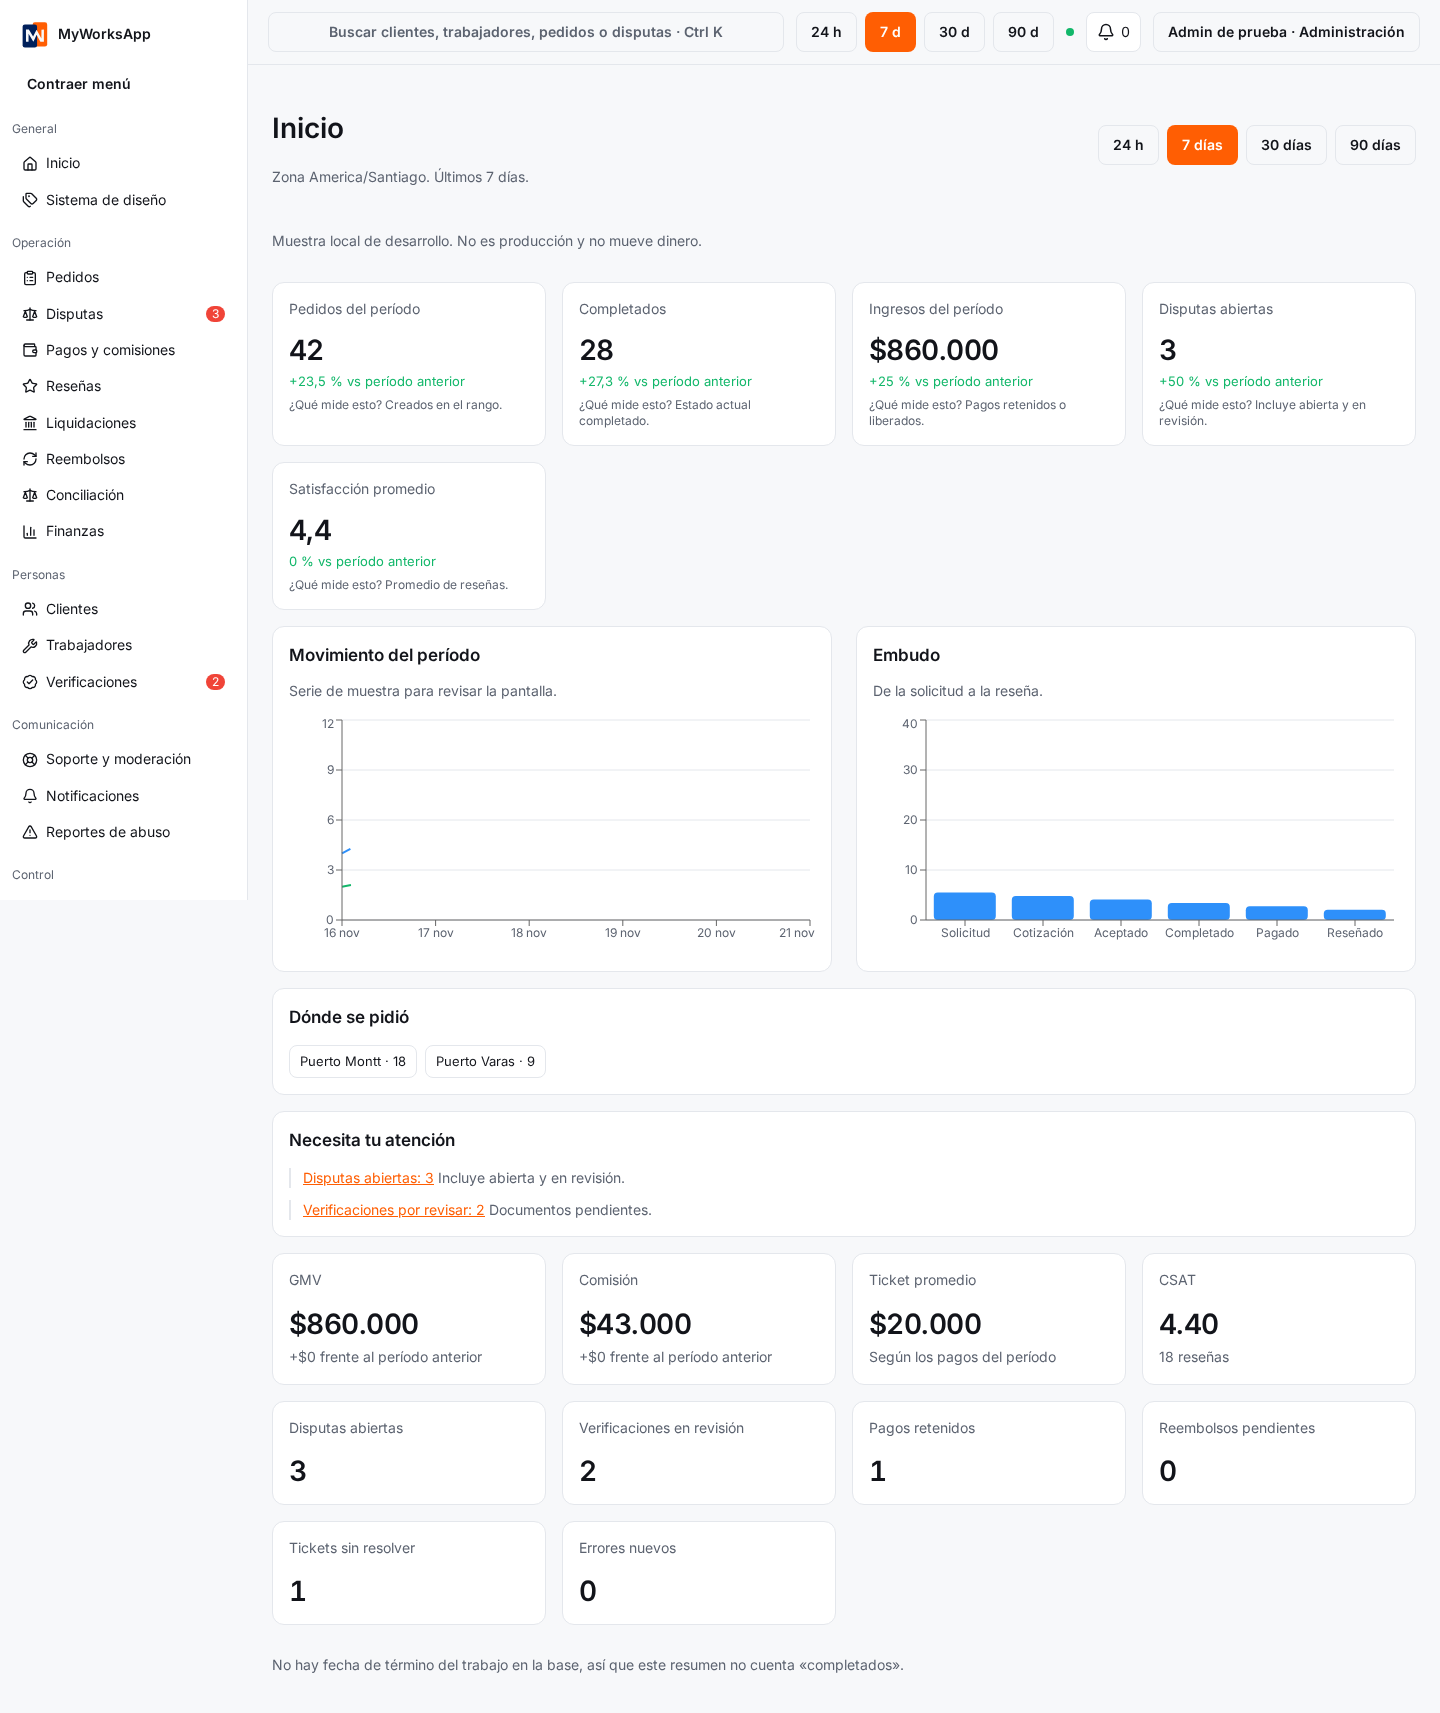 MyWorksApp
Contraer menú
General
Inicio
Sistema de diseño
Operación
Pedidos
Disputas 3
Pagos y comisiones
Reseñas
Liquidaciones
Reembolsos
Conciliación
Finanzas
Personas
Clientes
Trabajadores
Verificaciones 2
Comunicación
Soporte y moderación
Notificaciones
Reportes de abuso
Control
Buscar clientes, trabajadores, pedidos o disputas · Ctrl K
24 h
7 d
30 d
90 d
0
Admin de prueba · Administración
Inicio
Zona America/Santiago. Últimos 7 días.
24 h
7 días
30 días
90 días
Muestra local de desarrollo. No es producción y no mueve dinero.
Pedidos del período
42
+23,5 % vs período anterior
¿Qué mide esto? Creados en el rango.
Completados
28
+27,3 % vs período anterior
¿Qué mide esto? Estado actual
completado.
Ingresos del período
$860.000
+25 % vs período anterior
¿Qué mide esto? Pagos retenidos o
liberados.
Disputas abiertas
3
+50 % vs período anterior
¿Qué mide esto? Incluye abierta y en
revisión.
Satisfacción promedio
4,4
0 % vs período anterior
¿Qué mide esto? Promedio de reseñas.
Movimiento del período
Serie de muestra para revisar la pantalla.
12
9
6
3
0
16 nov 17 nov 18 nov 19 nov 20 nov 21 nov
Embudo
De la solicitud a la reseña.
40
30
20
10
0
Solicitud Cotización Aceptado Completado Pagado Reseñado
Dónde se pidió
Puerto Montt · 18
Puerto Varas · 9
Necesita tu atención
Disputas abiertas: 3 Incluye abierta y en revisión.
Verificaciones por revisar: 2 Documentos pendientes.
GMV
$860.000
+$0 frente al período anterior
Comisión
$43.000
+$0 frente al período anterior
Ticket promedio
$20.000
Según los pagos del período
CSAT
4.40
18 reseñas
Disputas abiertas
3
Verificaciones en revisión
2
Pagos retenidos
1
Reembolsos pendientes
0
Tickets sin resolver
1
Errores nuevos
0
No hay fecha de término del trabajo en la base, así que este resumen no cuenta «completados».